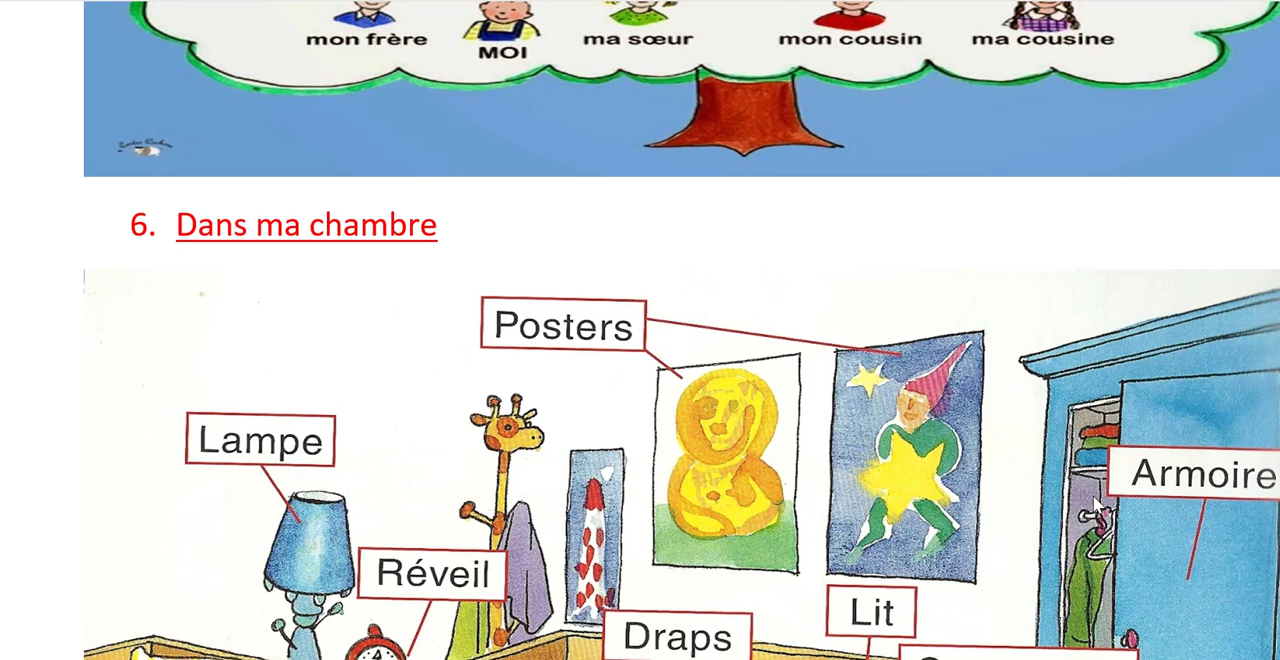 mon frère
MOI
ma sœur
mon cousin
ma cousine
6. Dans ma chambre
Posters
Lampe
Armoire
Réveil
Lit
Draps